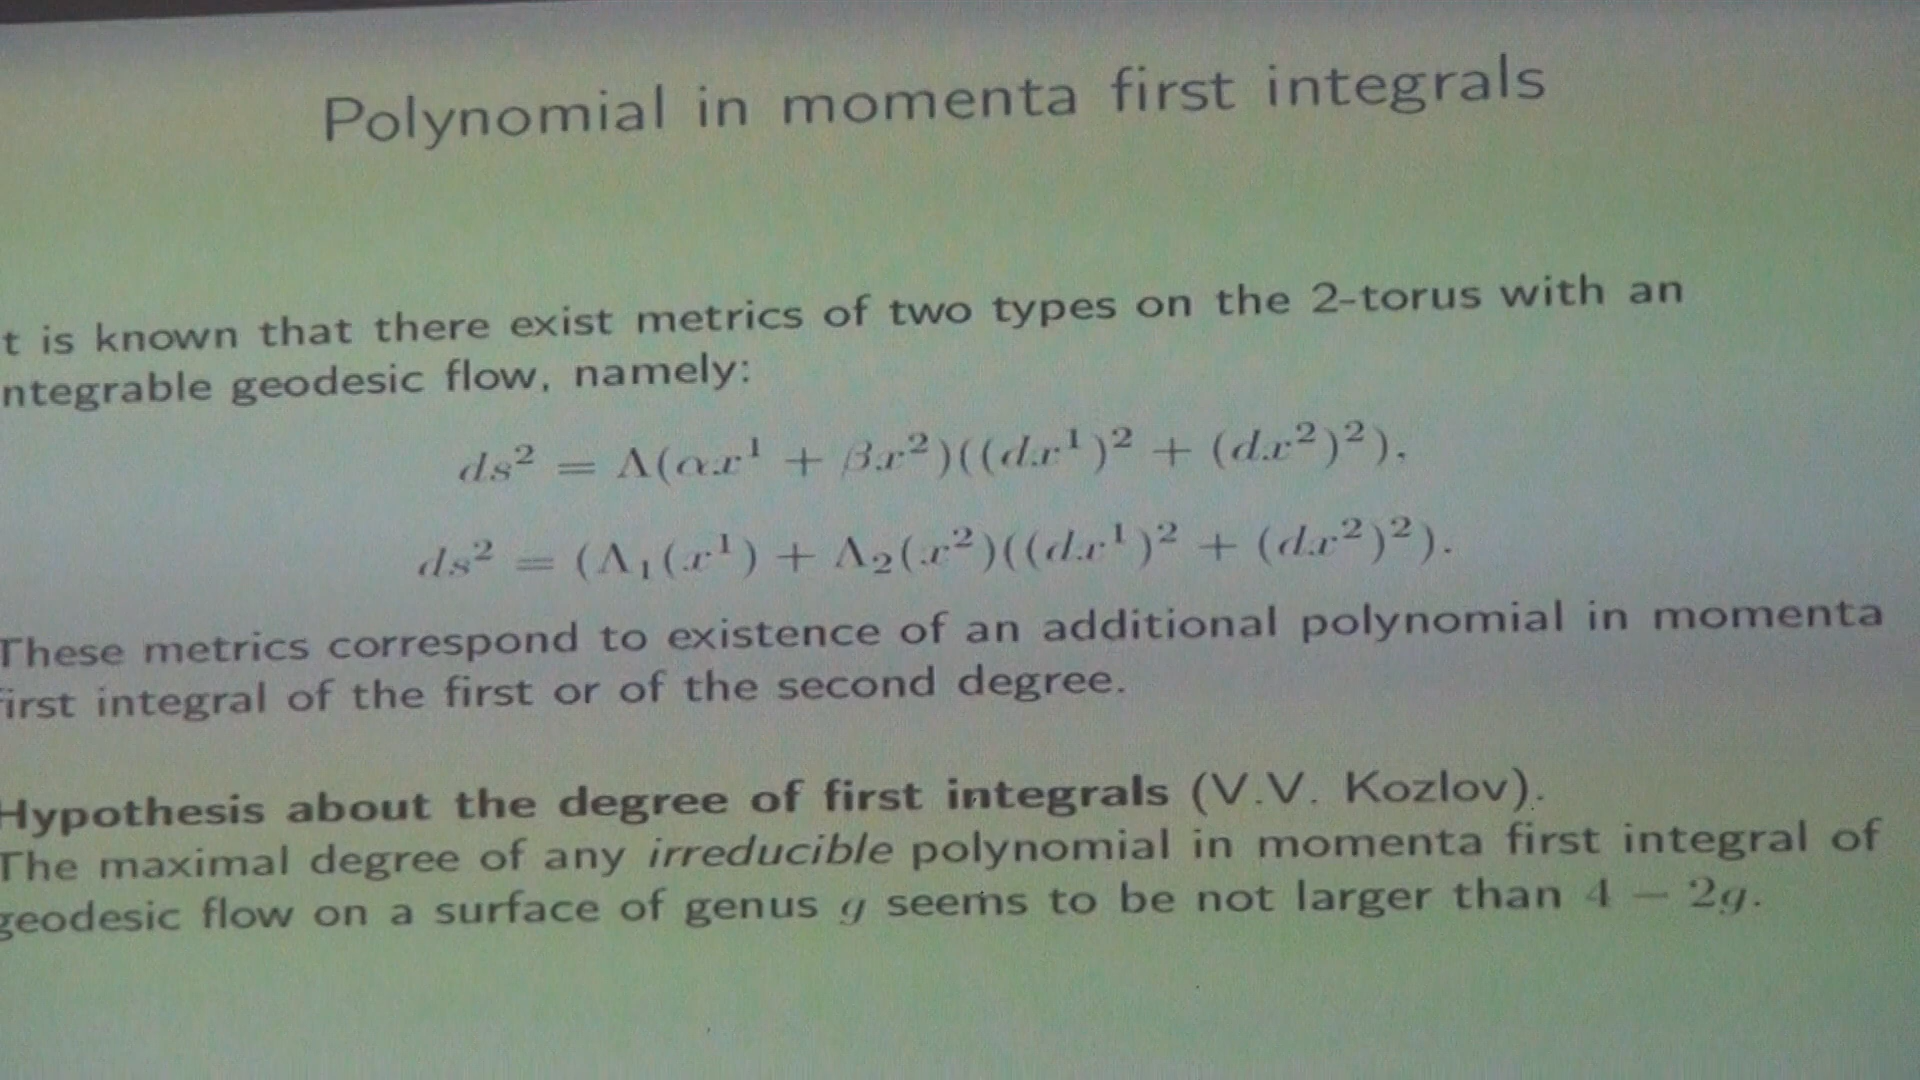 Polynomial in momenta first integrals
t is known that there exist metrics of two types on the 2-torus with an
ntegrable geodesic flow, namely:
ds² = Λ(αx¹ + βx²)((dx¹)² + (dx²)²),
ds² = (Λ₁(x¹) + Λ₂(x²)((dx¹)² + (dx²)²).
These metrics correspond to existence of an additional polynomial in momenta
first integral of the first or of the second degree.
Hypothesis about the degree of first integrals (V.V. Kozlov).
The maximal degree of any irreducible polynomial in momenta first integral of
geodesic flow on a surface of genus g seems to be not larger than 4 − 2g.